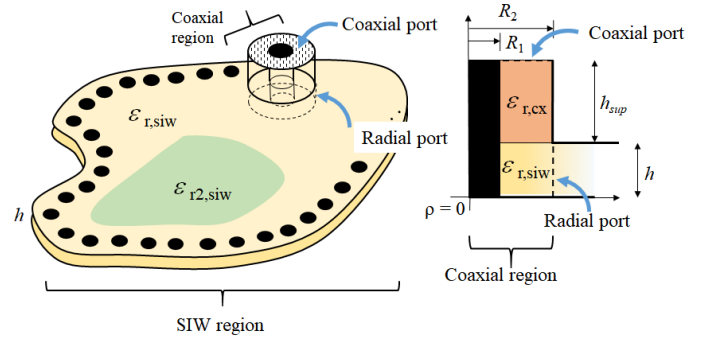 Coaxial
region
Coaxial port
ε r,siw
Radial port
ε r2,siw
h
SIW region
R2
R1
Coaxial port
ε r,cx
hsup
ε r,siw
h
ρ = 0
Radial port
Coaxial region